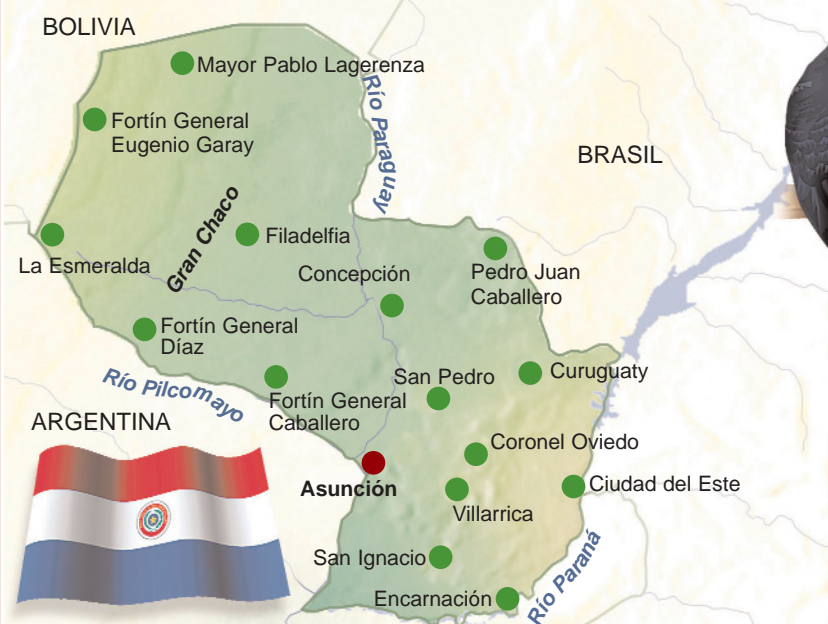 BOLIVIA
Mayor Pablo Lagerenza
Río Paraguay
Fortín General
Eugenio Garay
BRASIL
Gran Chaco
Filadelfia
La Esmeralda
Concepción
Pedro Juan
Caballero
Fortín General
Díaz
Río Pilcomayo
San Pedro
Curuguaty
Fortín General
Caballero
ARGENTINA
Coronel Oviedo
Asunción
Ciudad del Este
Villarrica
San Ignacio
Río Paraná
Encarnación